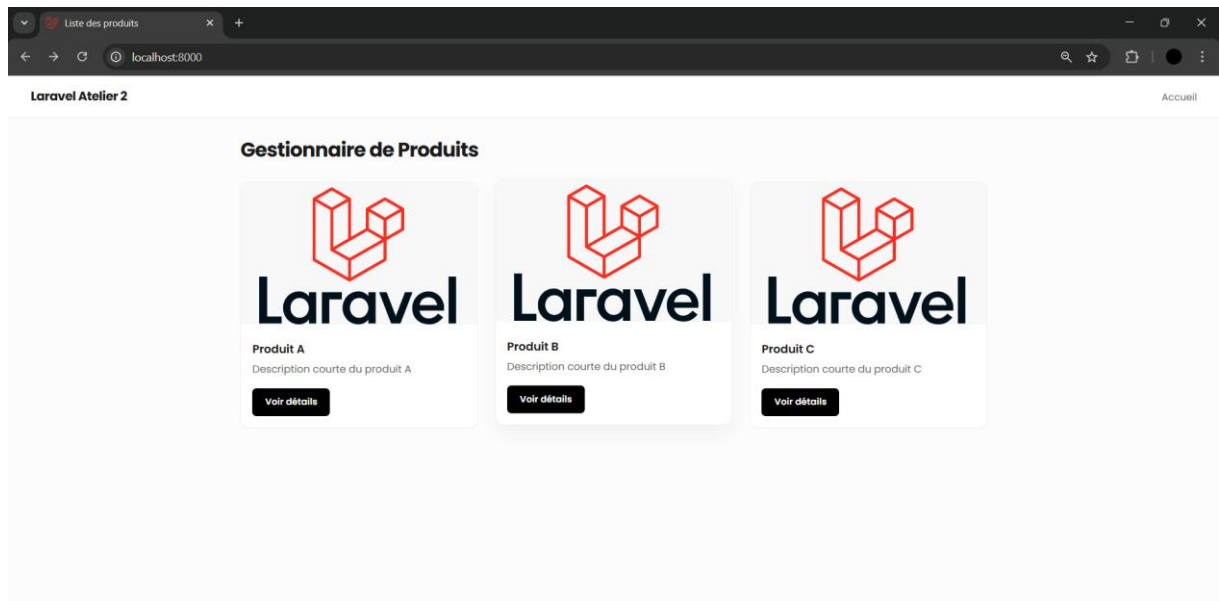 Liste des produits
localhost:8000
Laravel Atelier 2
Accueil
Gestionnaire de Produits
Laravel
Laravel
Laravel
Produit A
Description courte du produit A
Voir détails
Produit B
Description courte du produit B
Voir détails
Produit C
Description courte du produit C
Voir détails